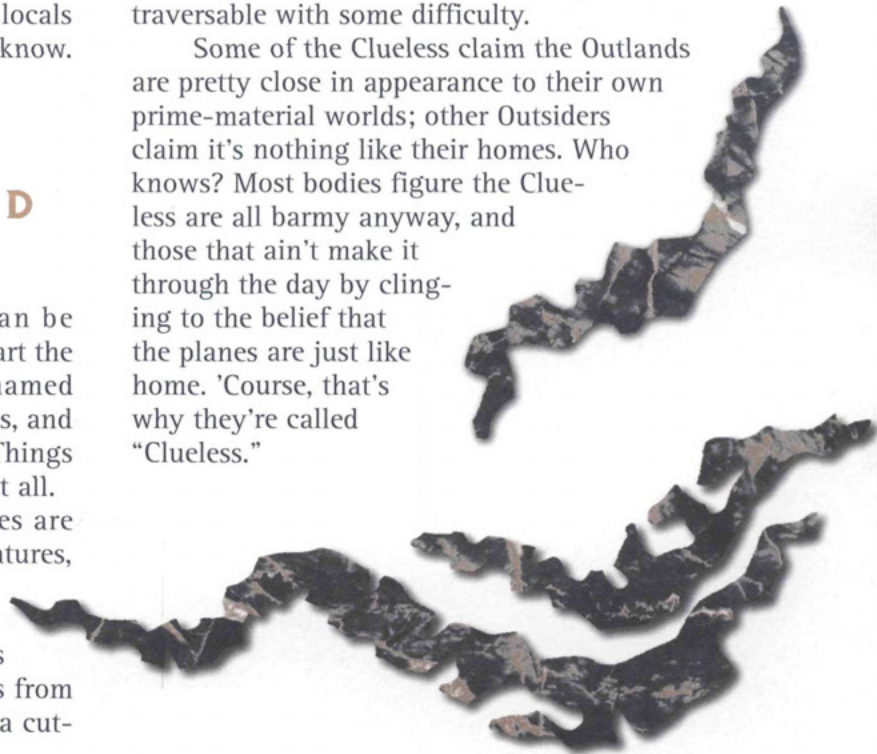 locals
know.
D
an be
art the
named
s, and
Things
t all.
es are
atures,
s
s from
a cut-
traversable with some difficulty.
Some of the Clueless claim the Outlands
are pretty close in appearance to their own
prime-material worlds; other Outsiders
claim it's nothing like their homes. Who
knows? Most bodies figure the Clue-
less are all barmy anyway, and
those that ain't make it
through the day by cling-
ing to the belief that
the planes are just like
home. 'Course, that's
why they're called
“Clueless.”